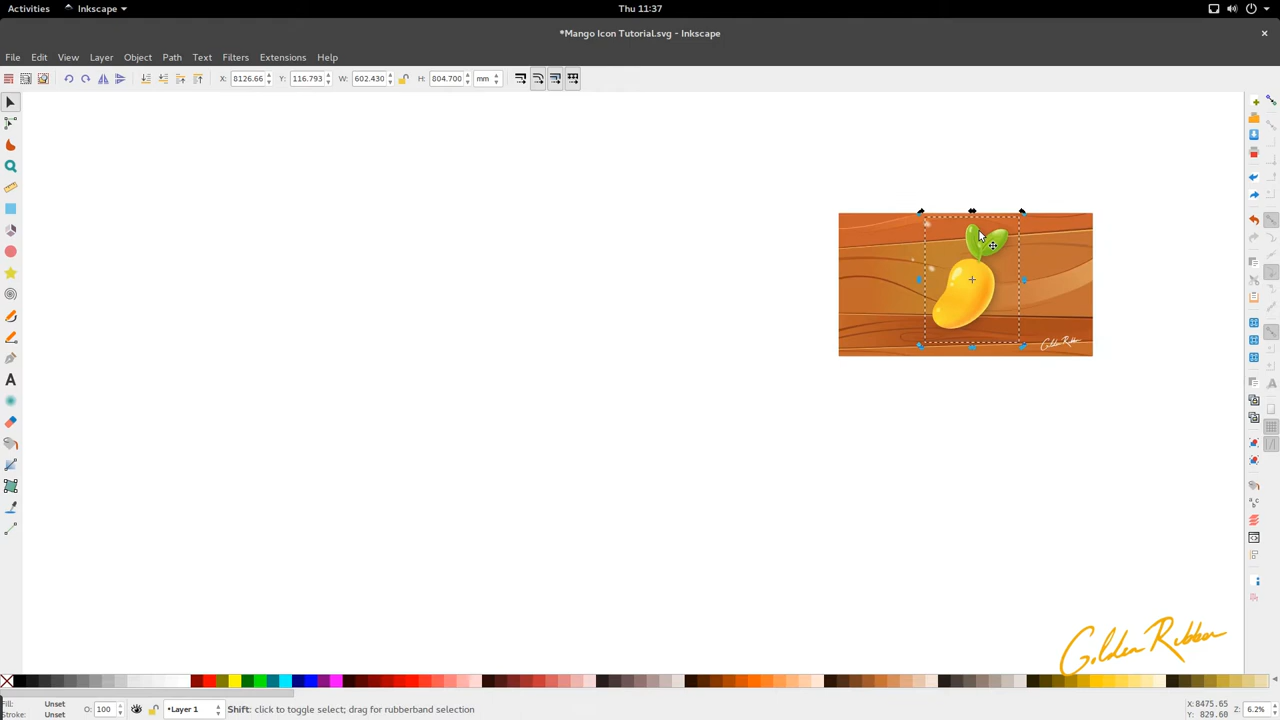 Activities Inkscape Thu 11:37
*Mango Icon Tutorial.svg - Inkscape
File Edit View Layer Object Path Text Filters Extensions Help
X: 8126.66 Y: 116.793 W: 602.430 H: 804.700 mm
Golden Ribbon
Fill: Unset
Stroke: Unset
O: 100 •Layer 1 Shift: click to toggle select; drag for rubberband selection
X: 8475.65
Y: 829.60
Z: 6.2%